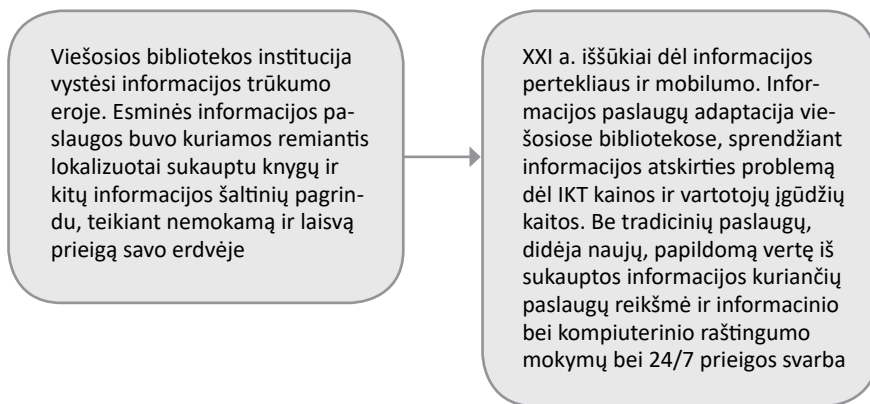 Viešosios bibliotekos institucija
vystėsi informacijos trūkumo
eroje. Esminės informacijos pa-
slaugos buvo kuriamos remiantis
lokalizuotai sukauptu knygų ir
kitų informacijos šaltinių pagrin-
du, teikiant nemokamą ir laisvą
prieigą savo erdvėje
XXI a. iššūkiai dėl informacijos
pertekliaus ir mobilumo. Infor-
macijos paslaugų adaptacija vie-
šosiose bibliotekose, sprendžiant
informacijos atskirties problemą
dėl IKT kainos ir vartotojų įgūdžių
kaitos. Be tradicinių paslaugų,
didėja naujų, papildomą vertę iš
sukauptos informacijos kuriančių
paslaugų reikšmė ir informacinio
bei kompiuterinio raštingumo
mokymų bei 24/7 prieigos svarba